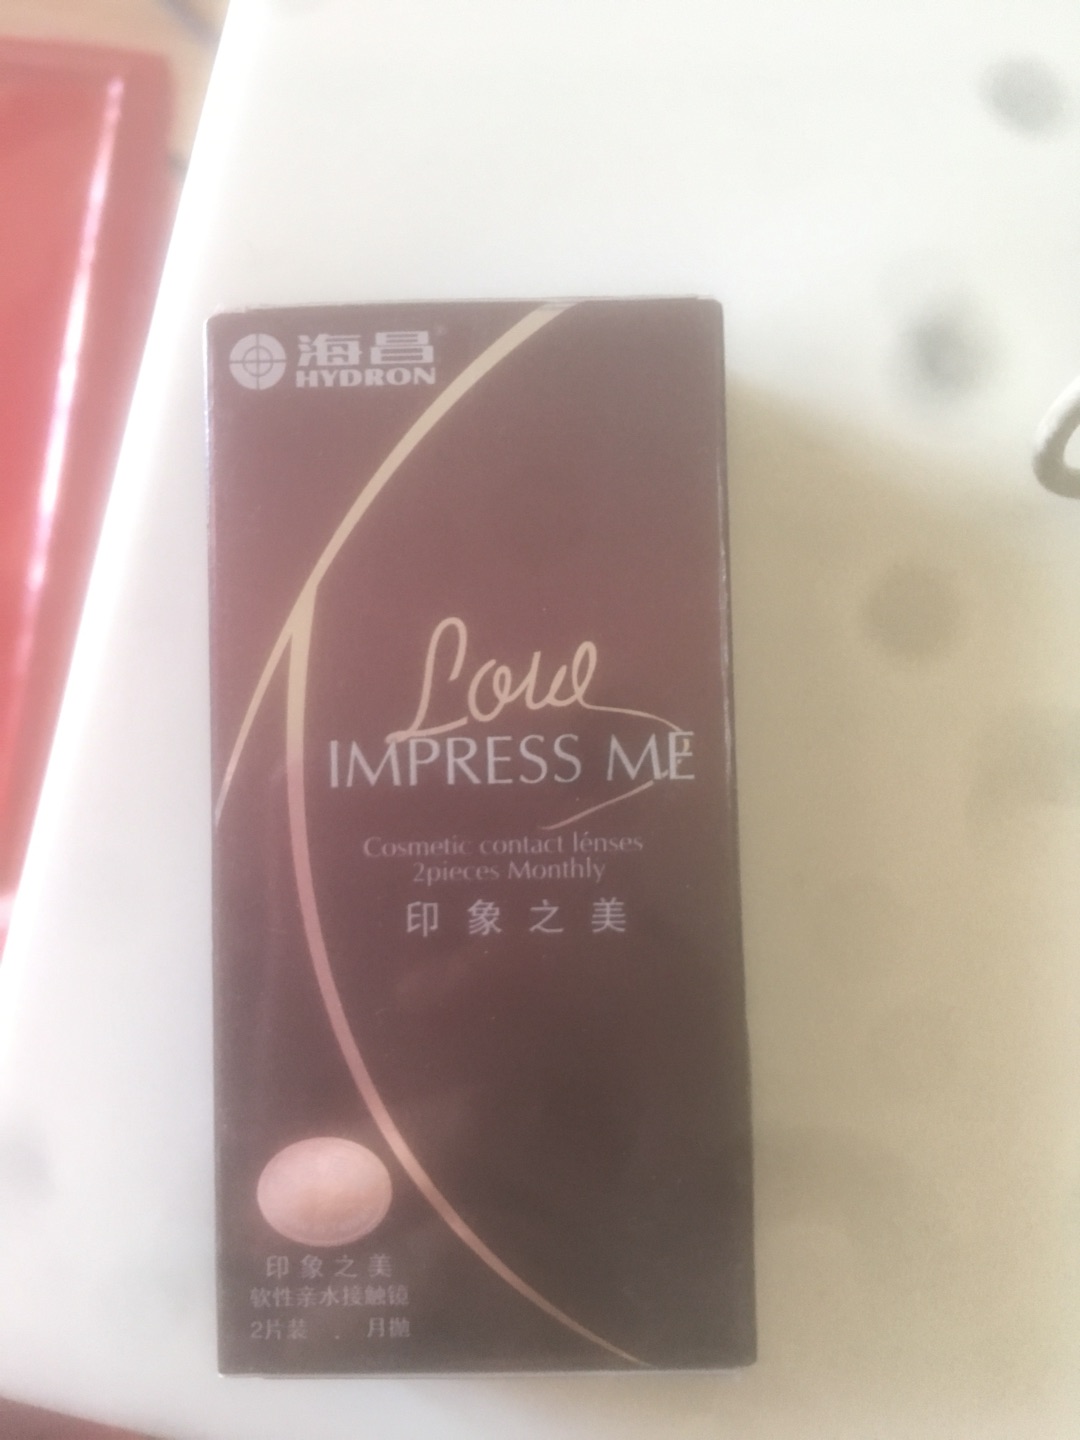 海昌®
HYDRON
Love
IMPRESS ME
Cosmetic contact lénses
2pieces Monthly
印象之美
印象之美
软性亲水接触镜
2片装 . 月抛